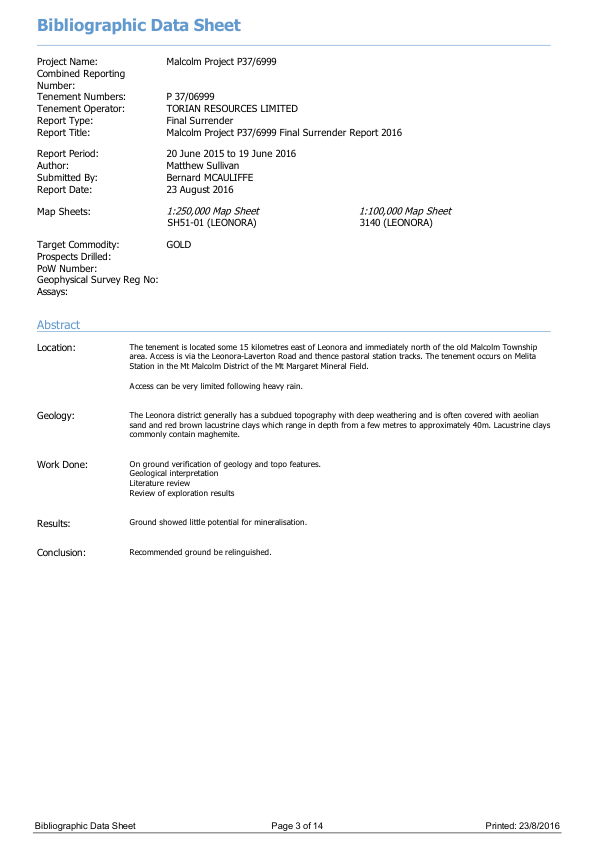 Bibliographic Data Sheet
Project Name: Malcolm Project P37/6999
Combined Reporting
Number:
Tenement Numbers: P 37/06999
Tenement Operator: TORIAN RESOURCES LIMITED
Report Type: Final Surrender
Report Title: Malcolm Project P37/6999 Final Surrender Report 2016
Report Period: 20 June 2015 to 19 June 2016
Author: Matthew Sullivan
Submitted By: Bernard MCAULIFFE
Report Date: 23 August 2016
Map Sheets: 1:250,000 Map Sheet 1:100,000 Map Sheet
SH51-01 (LEONORA) 3140 (LEONORA)
Target Commodity: GOLD
Prospects Drilled:
PoW Number:
Geophysical Survey Reg No:
Assays:
Abstract
Location: The tenement is located some 15 kilometres east of Leonora and immediately north of the old Malcolm Township
area. Access is via the Leonora-Laverton Road and thence pastoral station tracks. The tenement occurs on Melita
Station in the Mt Malcolm District of the Mt Margaret Mineral Field.
Access can be very limited following heavy rain.
Geology: The Leonora district generally has a subdued topography with deep weathering and is often covered with aeolian
sand and red brown lacustrine clays which range in depth from a few metres to approximately 40m. Lacustrine clays
commonly contain maghemite.
Work Done: On ground verification of geology and topo features.
Geological interpretation
Literature review
Review of exploration results
Results: Ground showed little potential for mineralisation.
Conclusion: Recommended ground be relinguished.
Bibliographic Data Sheet Page 3 of 14 Printed: 23/8/2016